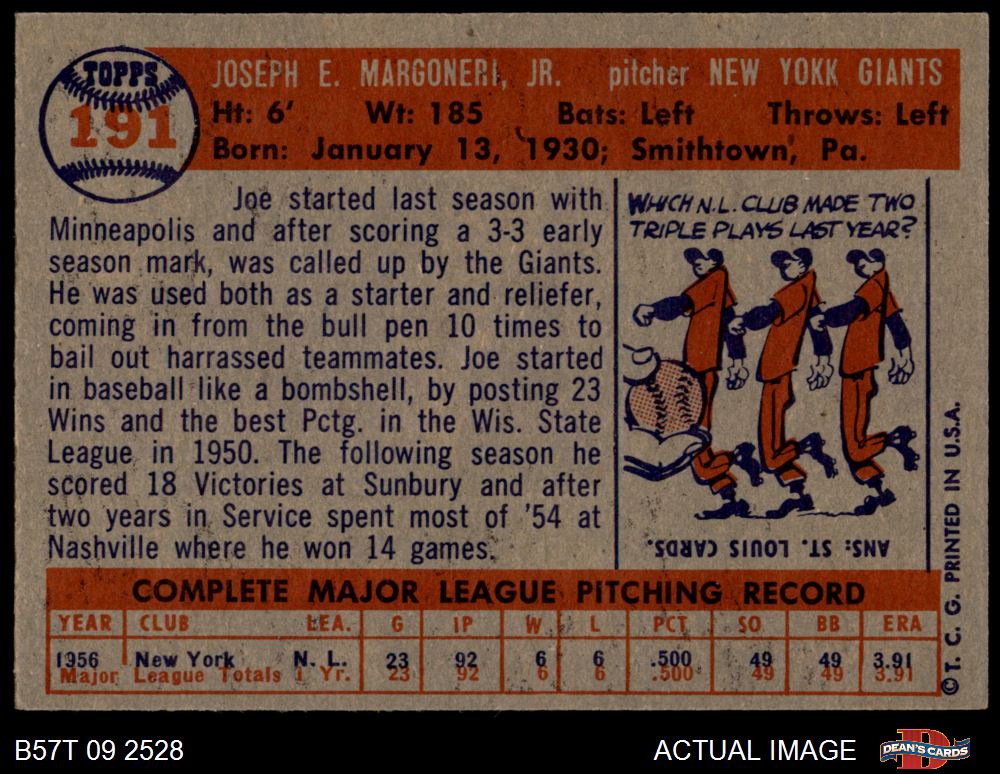 TOPPS
191
JOSEPH E. MARGONERI, JR. pitcher NEW YOKK GIANTS
Ht: 6' Wt: 185 Bats: Left Throws: Left
Born: January 13, 1930; Smithtown, Pa.
Joe started last season with
Minneapolis and after scoring a 3-3 early
season mark, was called up by the Giants.
He was used both as a starter and reliefer,
coming in from the bull pen 10 times to
bail out harrassed teammates. Joe started
in baseball like a bombshell, by posting 23
Wins and the best Pctg. in the Wis. State
League in 1950. The following season he
scored 18 Victories at Sunbury and after
two years in Service spent most of '54 at
Nashville where he won 14 games.
WHICH N.L. CLUB MADE TWO
TRIPLE PLAYS LAST YEAR?
ANS: ST. LOUIS CARDS.
© T. C. G. PRINTED IN U.S.A.
COMPLETE MAJOR LEAGUE PITCHING RECORD
YEAR CLUB LEA. G IP W L PCT. SO BB ERA
1956 New York N. L. 23 92 6 6 .500 49 49 3.91
Major League Totals 1 Yr. 23 92 6 6 .500 49 49 3.91
B57T 09 2528 ACTUAL IMAGE DEAN'S CARDS